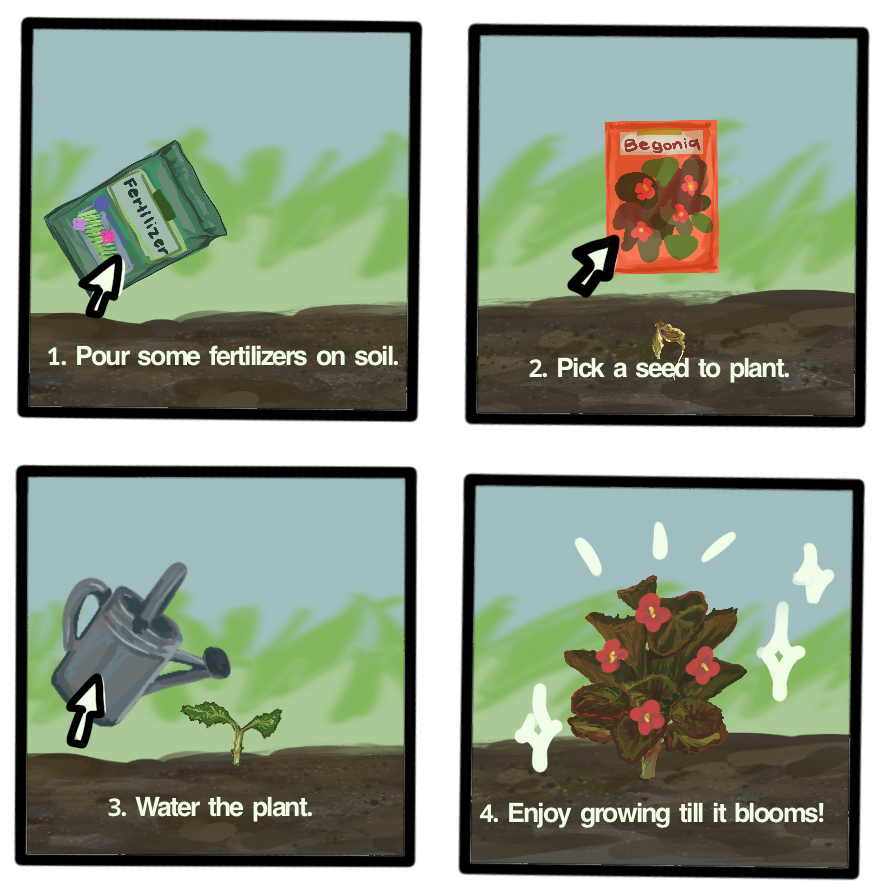 Fertilizer
1. Pour some fertilizers on soil.
Begonia
2. Pick a seed to plant.
3. Water the plant.
4. Enjoy growing till it blooms!